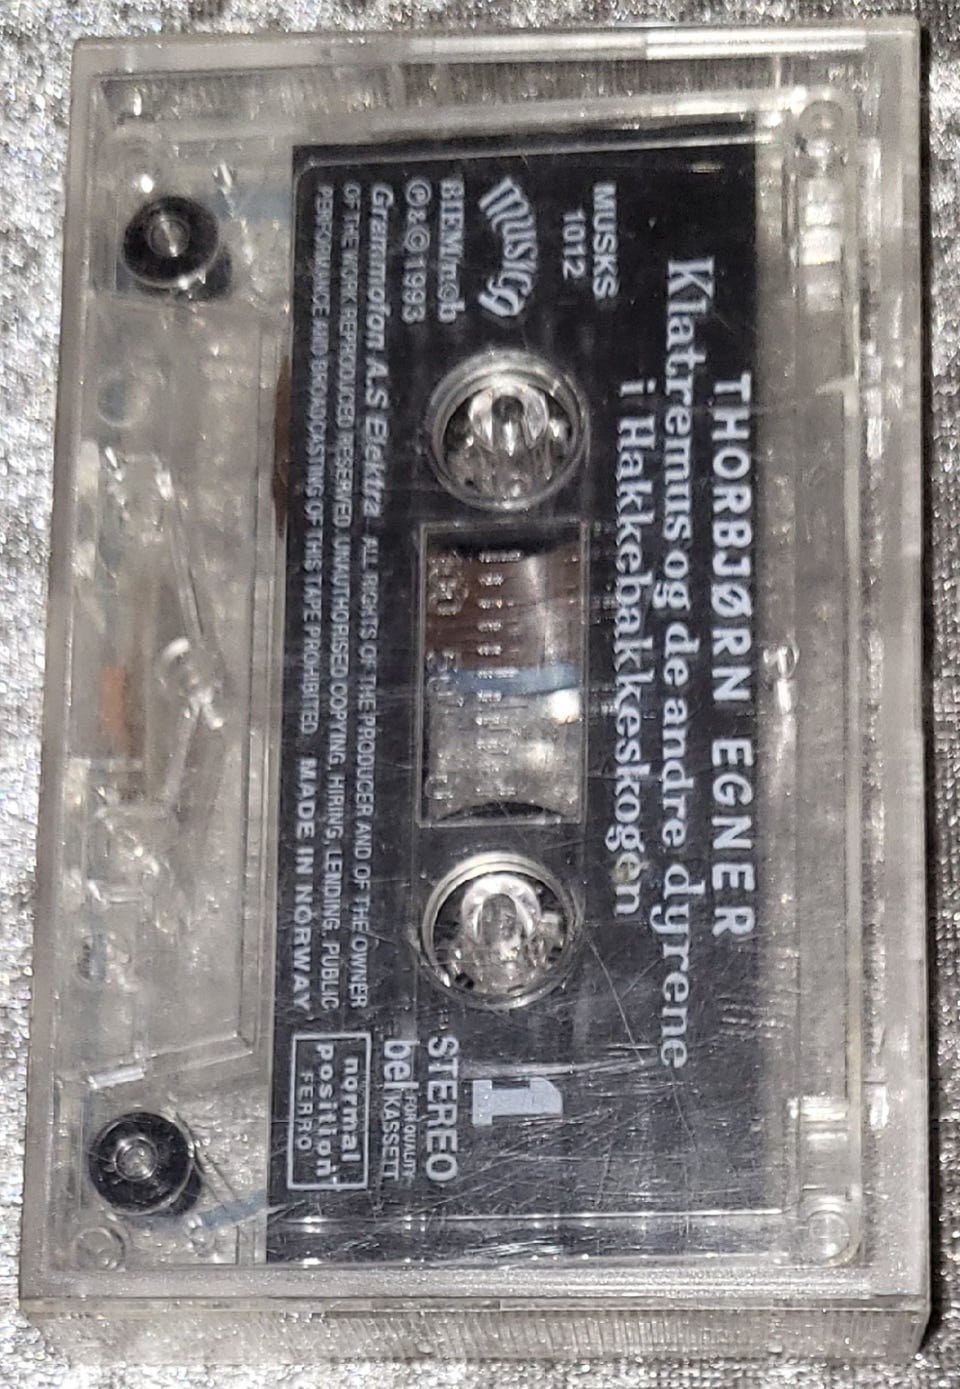 THORBJØRN EGNER
Klatremus og de andre dyrene
i Hakkebakkeskogen
MUSKS
1012
musico
BIEM/n©b
℗ & © 1993
Grammofon A.S Elektra ALL RIGHTS OF THE PRODUCER AND OF THE OWNER
OF THE WORK REPRODUCED RESERVED. UNAUTHORISED COPYING, HIRING, LENDING, PUBLIC
PERFORMANCE AND BROADCASTING OF THIS TAPE PROHIBITED. MADE IN NORWAY
1
STEREO
bel FOR QUALITY
KASSETT
normal
position
FERRO